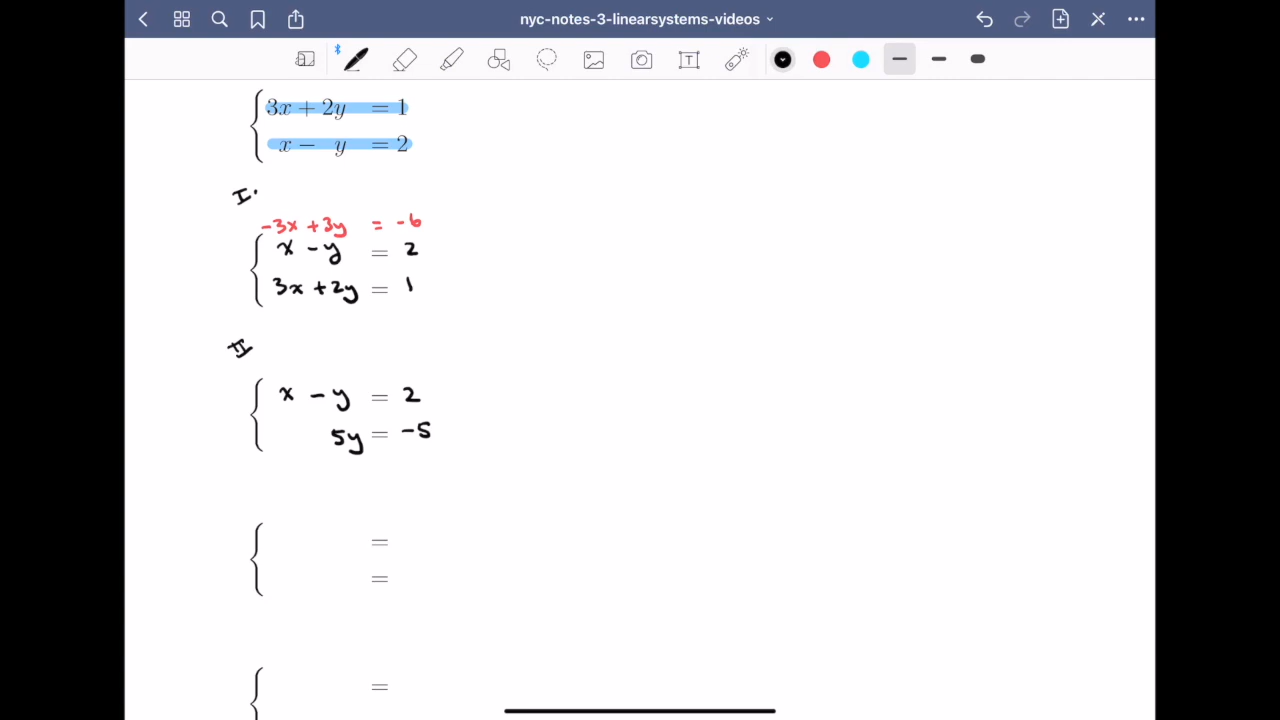 nyc-notes-3-linearsystems-videos
T
3x + 2y = 1
x − y = 2
I.
-3x + 3y = -6
x - y = 2
3x + 2y = 1
II
x - y = 2
5y = -5
=
=
=